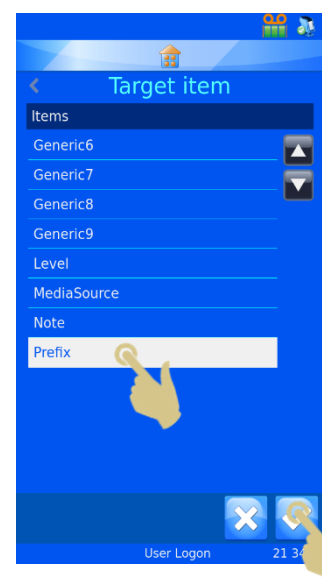 Target item
Items
Generic6
Generic7
Generic8
Generic9
Level
MediaSource
Note
Prefix
User Logon
21 34